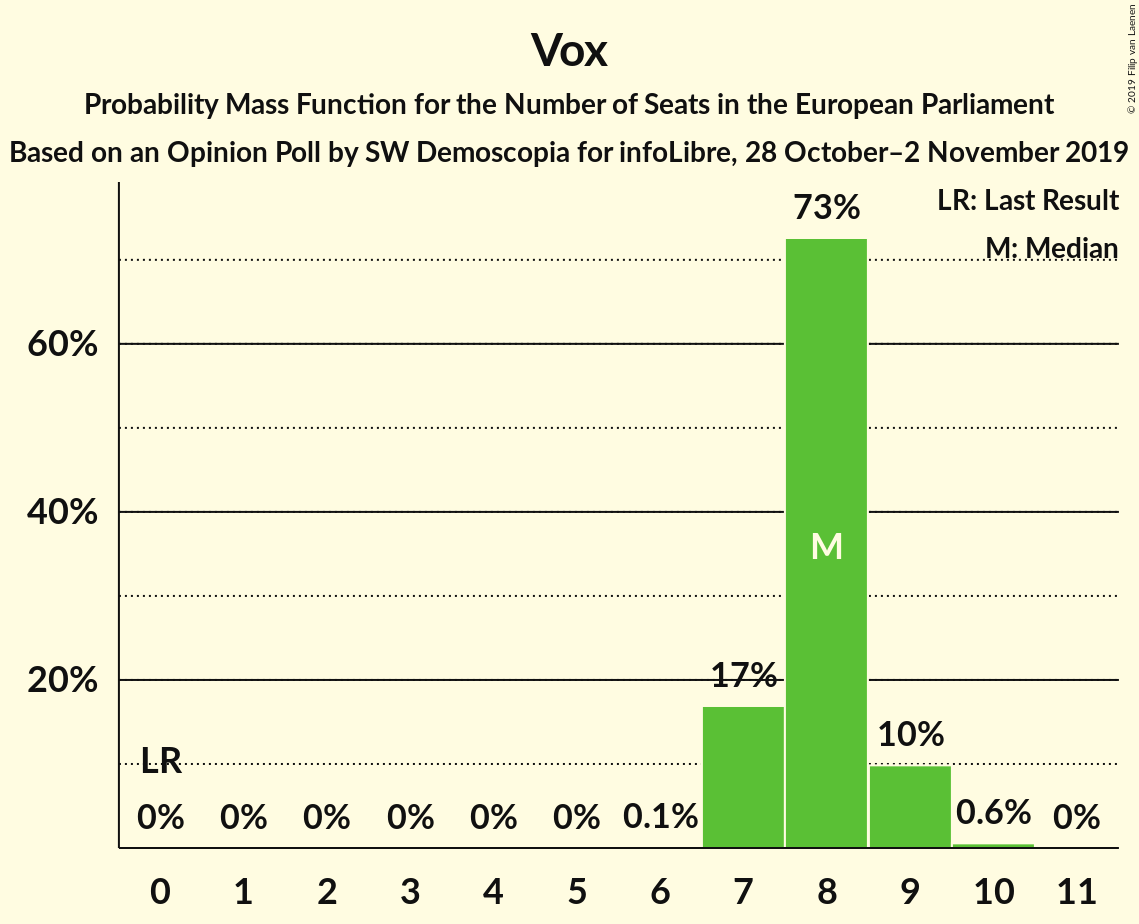 Vox
Probability Mass Function for the Number of Seats in the European Parliament
Based on an Opinion Poll by SW Demoscopia for infoLibre, 28 October–2 November 2019
© 2019 Filip van Laenen
LR: Last Result
M: Median
73%
60%
40%
M
20%
17%
10%
LR
0% 0% 0% 0% 0% 0% 0.1% 0.6% 0%
0 1 2 3 4 5 6 7 8 9 10 11